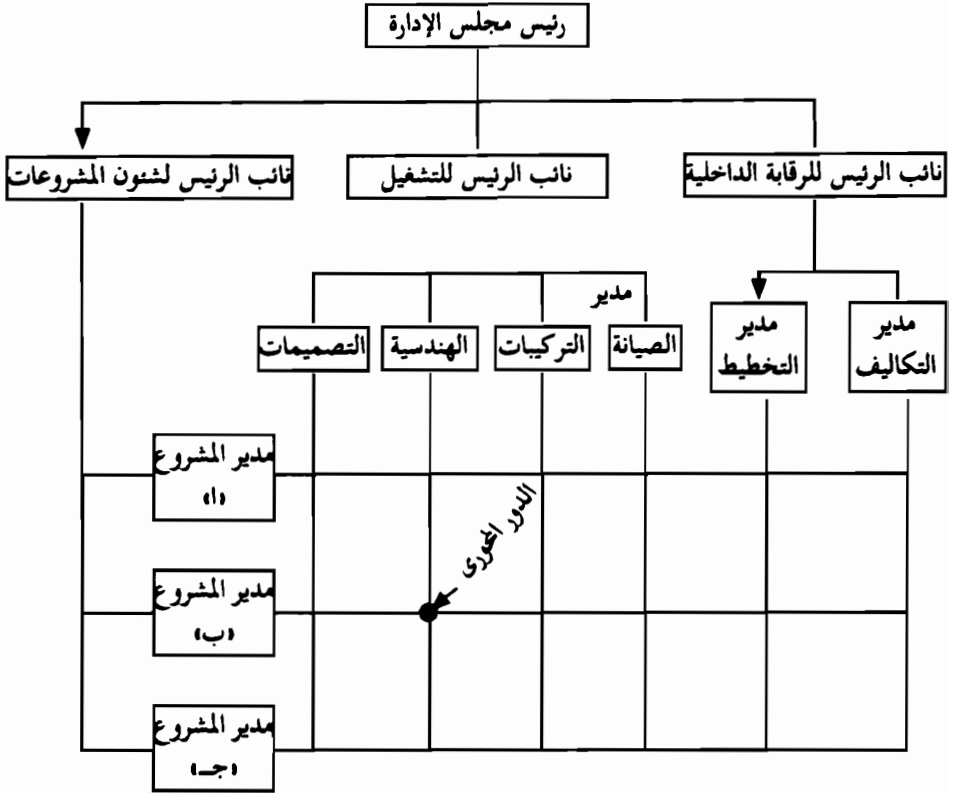 رئيس مجلس الإدارة
نائب الرئيس للرقابة الداخلية
نائب الرئيس للتشغيل
نائب الرئيس لشئون المشروعات
مدير
التكاليف
مدير
التخطيط
مدير
الصيانة
التركيبات
الهندسية
التصميمات
مدير المشروع
«ا»
الدور المحورى
مدير المشروع
«ب»
مدير المشروع
«جـ»